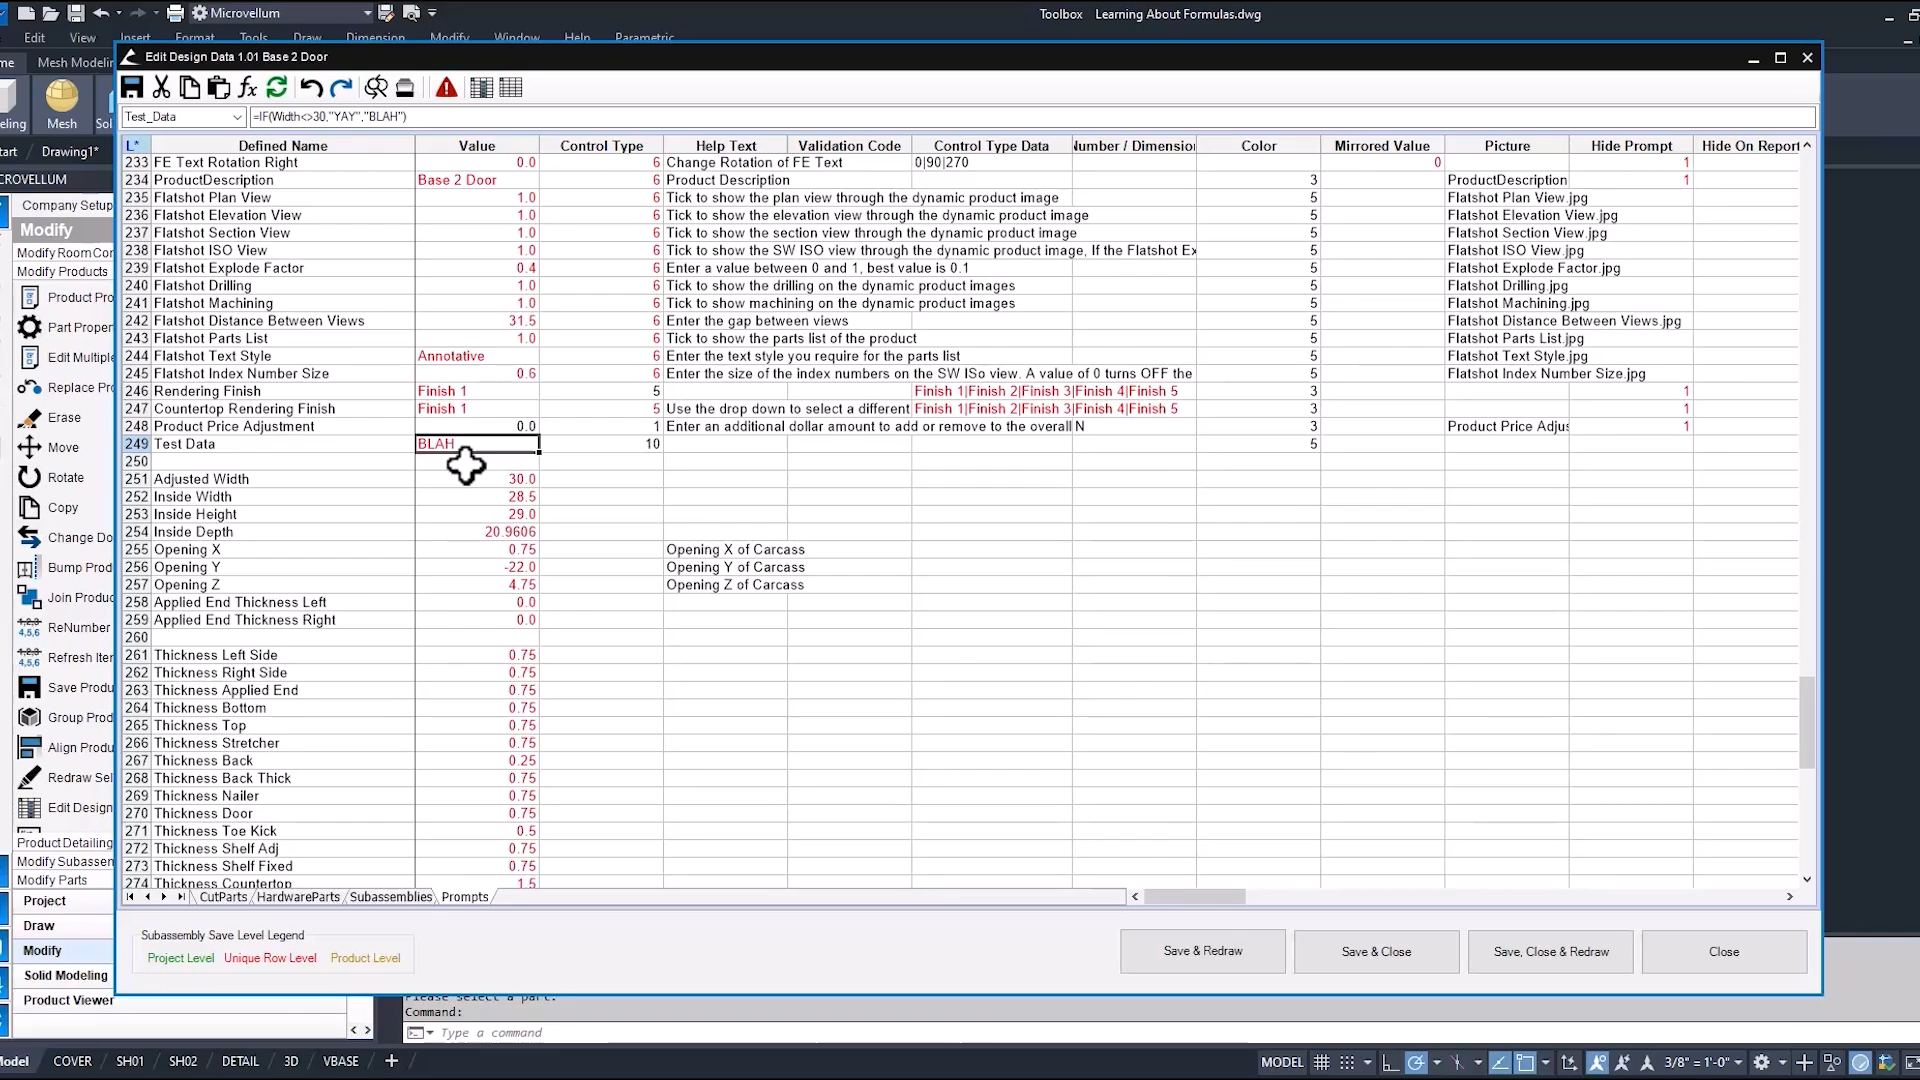 Microvellum
Toolbox Learning About Formulas.dwg
Edit View Insert Format Tools Draw Dimension Modify Window Help Parametric
Mesh Modelin
Mesh
Drawing1*
Company Setup
Modify
Modify RoomCon
Modify Products
Product Pro
Part Proper
Edit Multiple
Replace Pro
Erase
Move
Rotate
Copy
Change Do
Bump Prod
Join Produc
ReNumber
Refresh Iter
Save Produ
Group Prod
Align Produ
Redraw Sel
Edit Design
Product Detailing
Modify Subassem
Modify Parts
Project
Draw
Modify
Solid Modeling
Product Viewer
Edit Design Data 1.01 Base 2 Door
Test_Data =IF(Width<>30,"YAY","BLAH")
L* Defined Name Value Control Type Help Text Validation Code Control Type Data Number / Dimension Color Mirrored Value Picture Hide Prompt Hide On Report
233 FE Text Rotation Right 0.0 6 Change Rotation of FE Text 0|90|270 0 1
234 ProductDescription Base 2 Door 6 Product Description 3 ProductDescription 1
235 Flatshot Plan View 1.0 6 Tick to show the plan view through the dynamic product image 5 Flatshot Plan View.jpg
236 Flatshot Elevation View 1.0 6 Tick to show the elevation view through the dynamic product image 5 Flatshot Elevation View.jpg
237 Flatshot Section View 1.0 6 Tick to show the section view through the dynamic product image 5 Flatshot Section View.jpg
238 Flatshot ISO View 1.0 6 Tick to show the SW ISO view through the dynamic product image, If the Flatshot Ex 5 Flatshot ISO View.jpg
239 Flatshot Explode Factor 0.4 6 Enter a value between 0 and 1, best value is 0.1 5 Flatshot Explode Factor.jpg
240 Flatshot Drilling 1.0 6 Tick to show the drilling on the dynamic product images 5 Flatshot Drilling.jpg
241 Flatshot Machining 1.0 6 Tick to show machining on the dynamic product images 5 Flatshot Machining.jpg
242 Flatshot Distance Between Views 31.5 6 Enter the gap between views 5 Flatshot Distance Between Views.jpg
243 Flatshot Parts List 1.0 6 Tick to show the parts list of the product 5 Flatshot Parts List.jpg
244 Flatshot Text Style Annotative 6 Enter the text style you require for the parts list 5 Flatshot Text Style.jpg
245 Flatshot Index Number Size 0.6 6 Enter the size of the index numbers on the SW ISo view. A value of 0 turns OFF the 5 Flatshot Index Number Size.jpg
246 Rendering Finish Finish 1 5 Finish 1|Finish 2|Finish 3|Finish 4|Finish 5 3 1
247 Countertop Rendering Finish Finish 1 5 Use the drop down to select a different Finish 1|Finish 2|Finish 3|Finish 4|Finish 5 3 1
248 Product Price Adjustment 0.0 1 Enter an additional dollar amount to add or remove to the overall N 3 Product Price Adjus 1
249 Test Data BLAH 10 5
250
251 Adjusted Width 30.0
252 Inside Width 28.5
253 Inside Height 29.0
254 Inside Depth 20.9606
255 Opening X 0.75 Opening X of Carcass
256 Opening Y -22.0 Opening Y of Carcass
257 Opening Z 4.75 Opening Z of Carcass
258 Applied End Thickness Left 0.0
259 Applied End Thickness Right 0.0
260
261 Thickness Left Side 0.75
262 Thickness Right Side 0.75
263 Thickness Applied End 0.75
264 Thickness Bottom 0.75
265 Thickness Top 0.75
266 Thickness Stretcher 0.75
267 Thickness Back 0.25
268 Thickness Back Thick 0.75
269 Thickness Nailer 0.75
270 Thickness Door 0.75
271 Thickness Toe Kick 0.5
272 Thickness Shelf Adj 0.75
273 Thickness Shelf Fixed 0.75
274 Thickness Countertop 1.5
CutParts HardwareParts Subassemblies Prompts
Subassembly Save Level Legend
Project Level Unique Row Level Product Level
Save & Redraw Save & Close Save, Close & Redraw Close
Please select a part.
Command:
Type a command
Model COVER SH01 SH02 DETAIL 3D VBASE +
MODEL 3/8" = 1'-0"